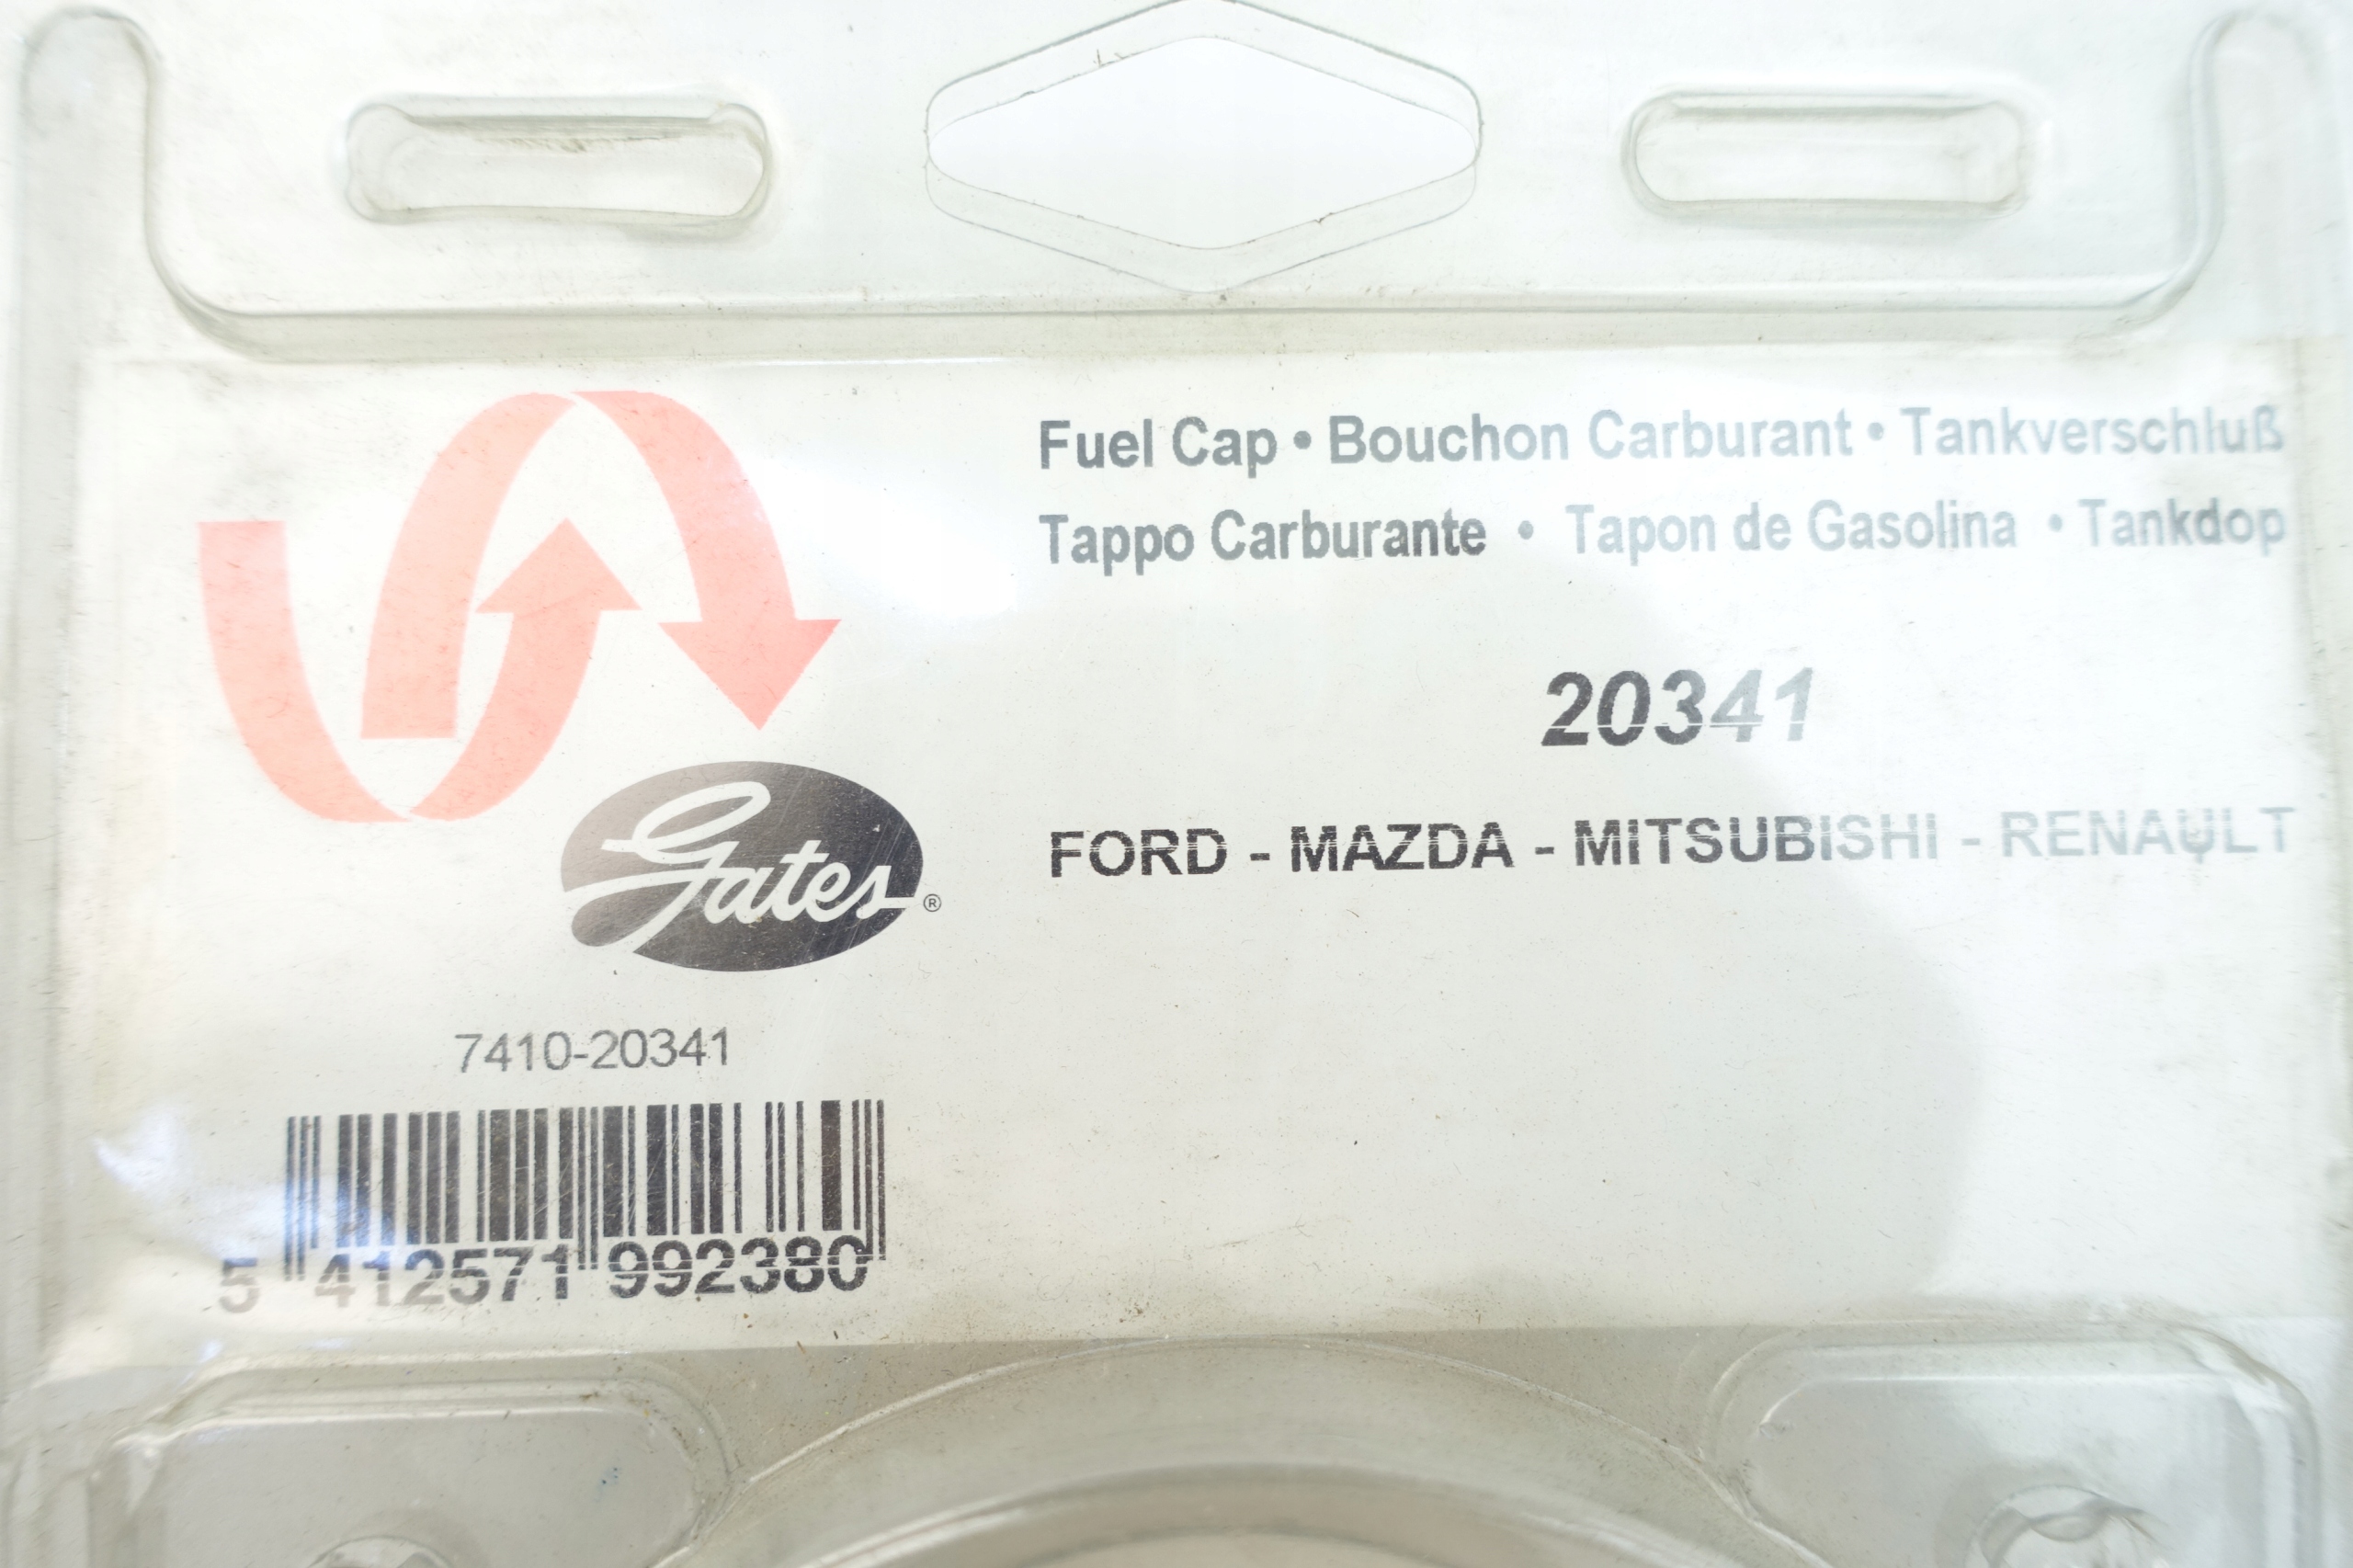 Fuel Cap • Bouchon Carburant • Tankverschluß
Tappo Carburante • Tapon de Gasolina • Tankdop
20341
FORD - MAZDA - MITSUBISHI - RENAULT
Gates®
7410-20341
5 412571 992380